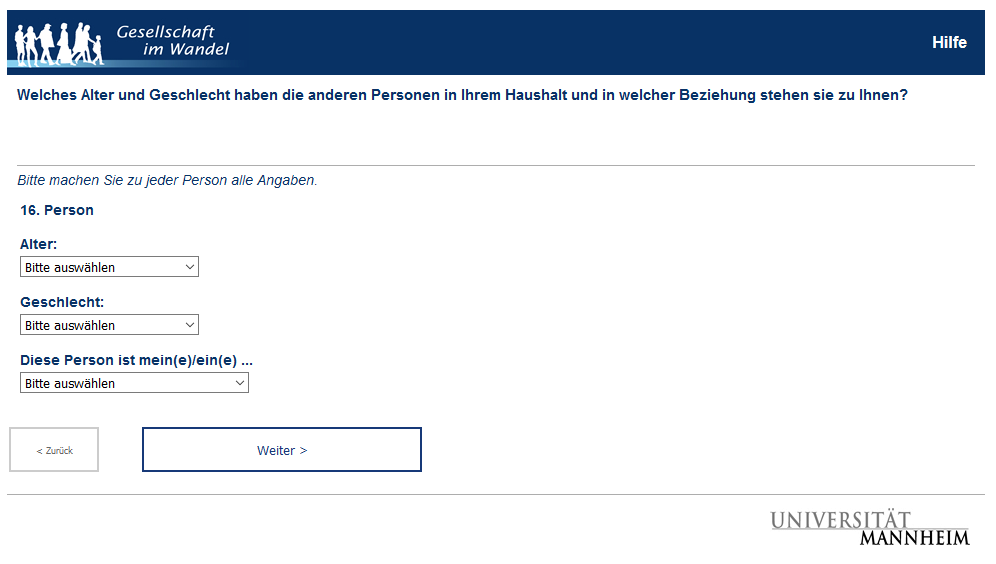 Gesellschaft
im Wandel
Hilfe
Welches Alter und Geschlecht haben die anderen Personen in Ihrem Haushalt und in welcher Beziehung stehen sie zu Ihnen?
Bitte machen Sie zu jeder Person alle Angaben.
16. Person
Alter:
Bitte auswählen
Geschlecht:
Bitte auswählen
Diese Person ist mein(e)/ein(e) ...
Bitte auswählen
< Zurück
Weiter >
UNIVERSITÄT
MANNHEIM